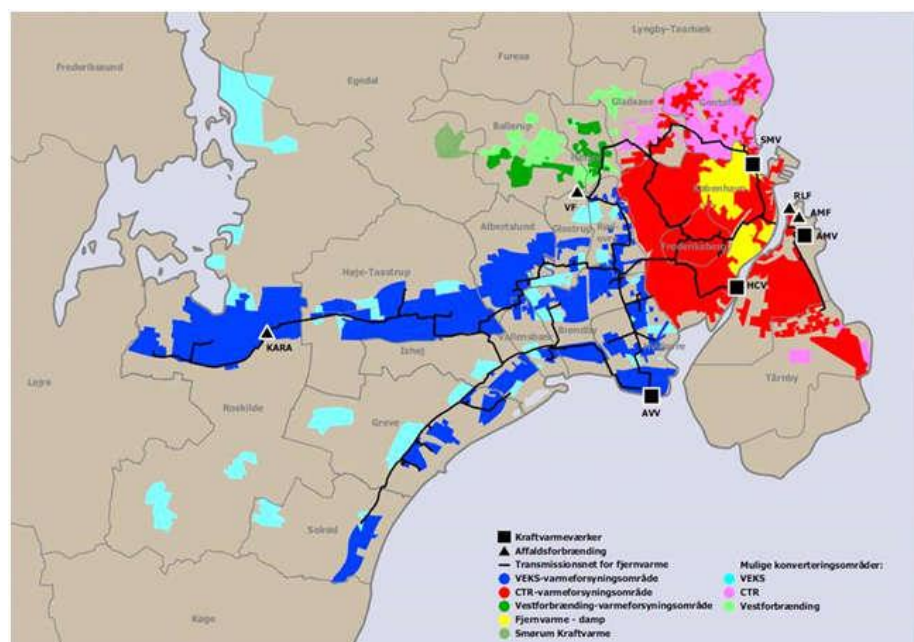 Lyngby-Taarbæk
Frederikssund
Furesø
Egedal
Gladsaxe
Gentofte
Ballerup
SMV
København
VF
RLF
AMF
AMV
Albertslund
Glostrup
Frederiksberg
Høje-Taastrup
HCV
KARA
Ishøj
Vallensbæk
Brøndby
Tårnby
Lejre
Roskilde
AVV
Greve
Solrød
Køge
Kraftvarmeværker
Affaldsforbrænding
Transmissionsnet for fjernvarme
VEKS-varmeforsyningsområde
CTR-varmeforsyningsområde
Vestforbrænding-varmeforsyningsområde
Fjernvarme - damp
Smørum Kraftvarme
Mulige konverteringsområder:
VEKS
CTR
Vestforbrænding